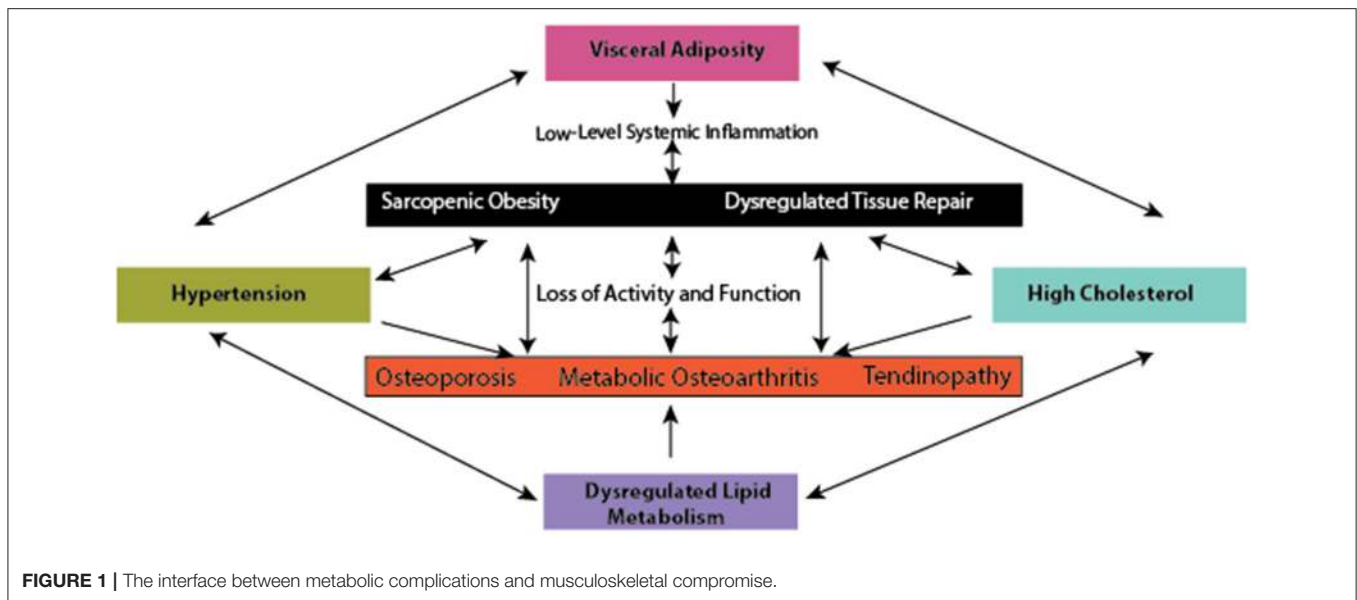 Visceral Adiposity
Low-Level Systemic Inflammation
Sarcopenic Obesity Dysregulated Tissue Repair
Hypertension
Loss of Activity and Function
High Cholesterol
Osteoporosis Metabolic Osteoarthritis Tendinopathy
Dysregulated Lipid
Metabolism
FIGURE 1 | The interface between metabolic complications and musculoskeletal compromise.